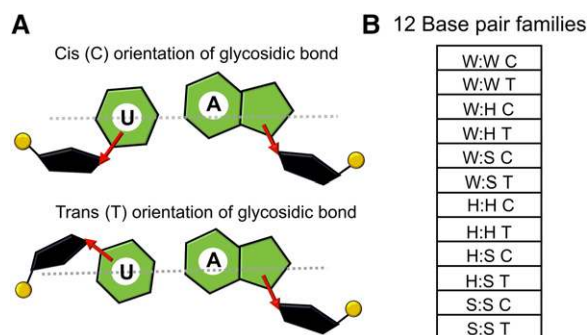 A
Cis (C) orientation of glycosidic bond
U
A
Trans (T) orientation of glycosidic bond
U
A
B 12 Base pair families
W:W C
W:W T
W:H C
W:H T
W:S C
W:S T
H:H C
H:H T
H:S C
H:S T
S:S C
S:S T